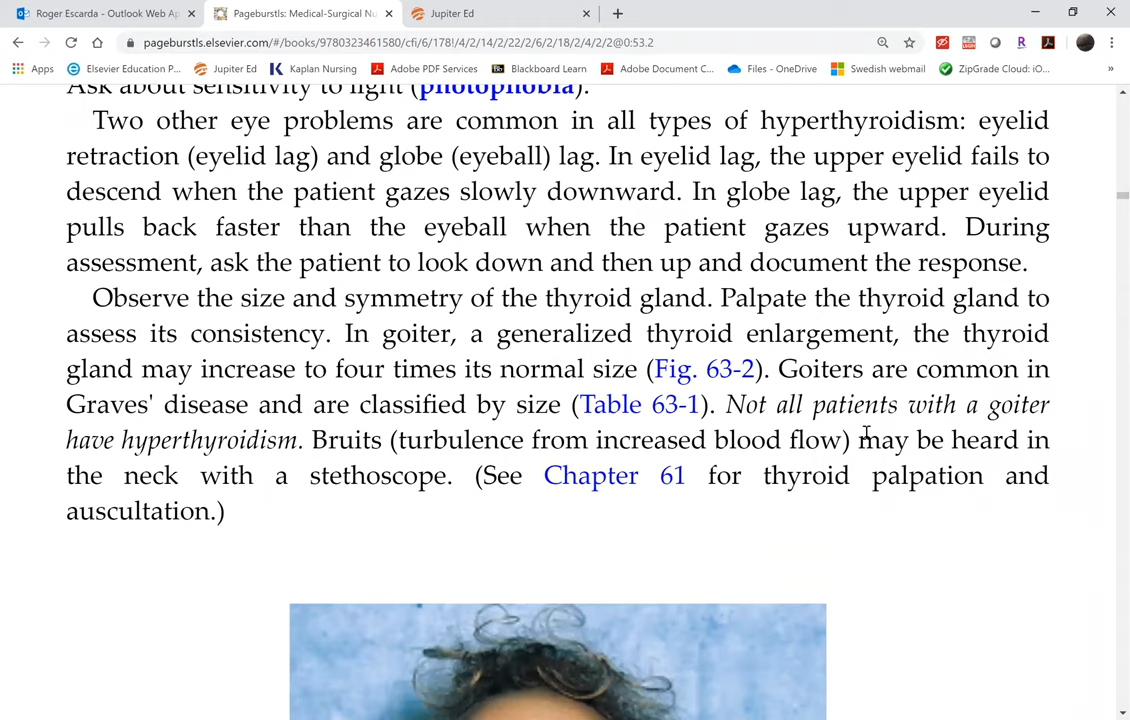 Roger Escarda - Outlook Web Ap
Pageburstls: Medical-Surgical Nu
Jupiter Ed
pageburstls.elsevier.com/#/books/9780323461580/cfi/6/178!/4/2/14/2/22/2/6/2/18/2/4/2/2@0:53.2
Apps Elsevier Education P... Jupiter Ed Kaplan Nursing Adobe PDF Services Blackboard Learn Adobe Document C... Files - OneDrive Swedish webmail ZipGrade Cloud: iO... »
Ask about sensitivity to light (photophobia).
Two other eye problems are common in all types of hyperthyroidism: eyelid
retraction (eyelid lag) and globe (eyeball) lag. In eyelid lag, the upper eyelid fails to
descend when the patient gazes slowly downward. In globe lag, the upper eyelid
pulls back faster than the eyeball when the patient gazes upward. During
assessment, ask the patient to look down and then up and document the response.
Observe the size and symmetry of the thyroid gland. Palpate the thyroid gland to
assess its consistency. In goiter, a generalized thyroid enlargement, the thyroid
gland may increase to four times its normal size (Fig. 63-2). Goiters are common in
Graves' disease and are classified by size (Table 63-1). Not all patients with a goiter
have hyperthyroidism. Bruits (turbulence from increased blood flow) may be heard in
the neck with a stethoscope. (See Chapter 61 for thyroid palpation and
auscultation.)